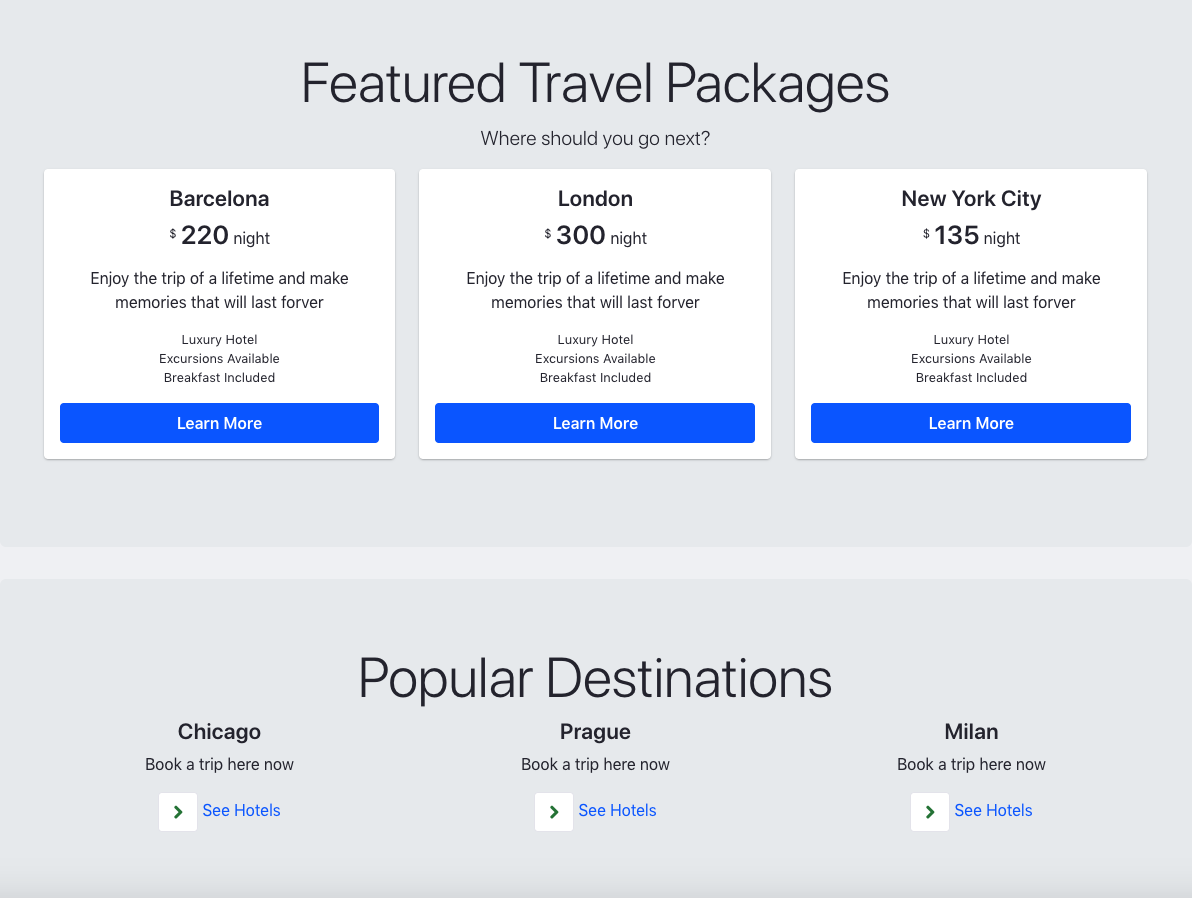 Featured Travel Packages
Where should you go next?
Barcelona
$ 220 night
Enjoy the trip of a lifetime and make
memories that will last forver
Luxury Hotel
Excursions Available
Breakfast Included
Learn More
London
$ 300 night
Enjoy the trip of a lifetime and make
memories that will last forver
Luxury Hotel
Excursions Available
Breakfast Included
Learn More
New York City
$ 135 night
Enjoy the trip of a lifetime and make
memories that will last forver
Luxury Hotel
Excursions Available
Breakfast Included
Learn More
Popular Destinations
Chicago
Book a trip here now
See Hotels
Prague
Book a trip here now
See Hotels
Milan
Book a trip here now
See Hotels